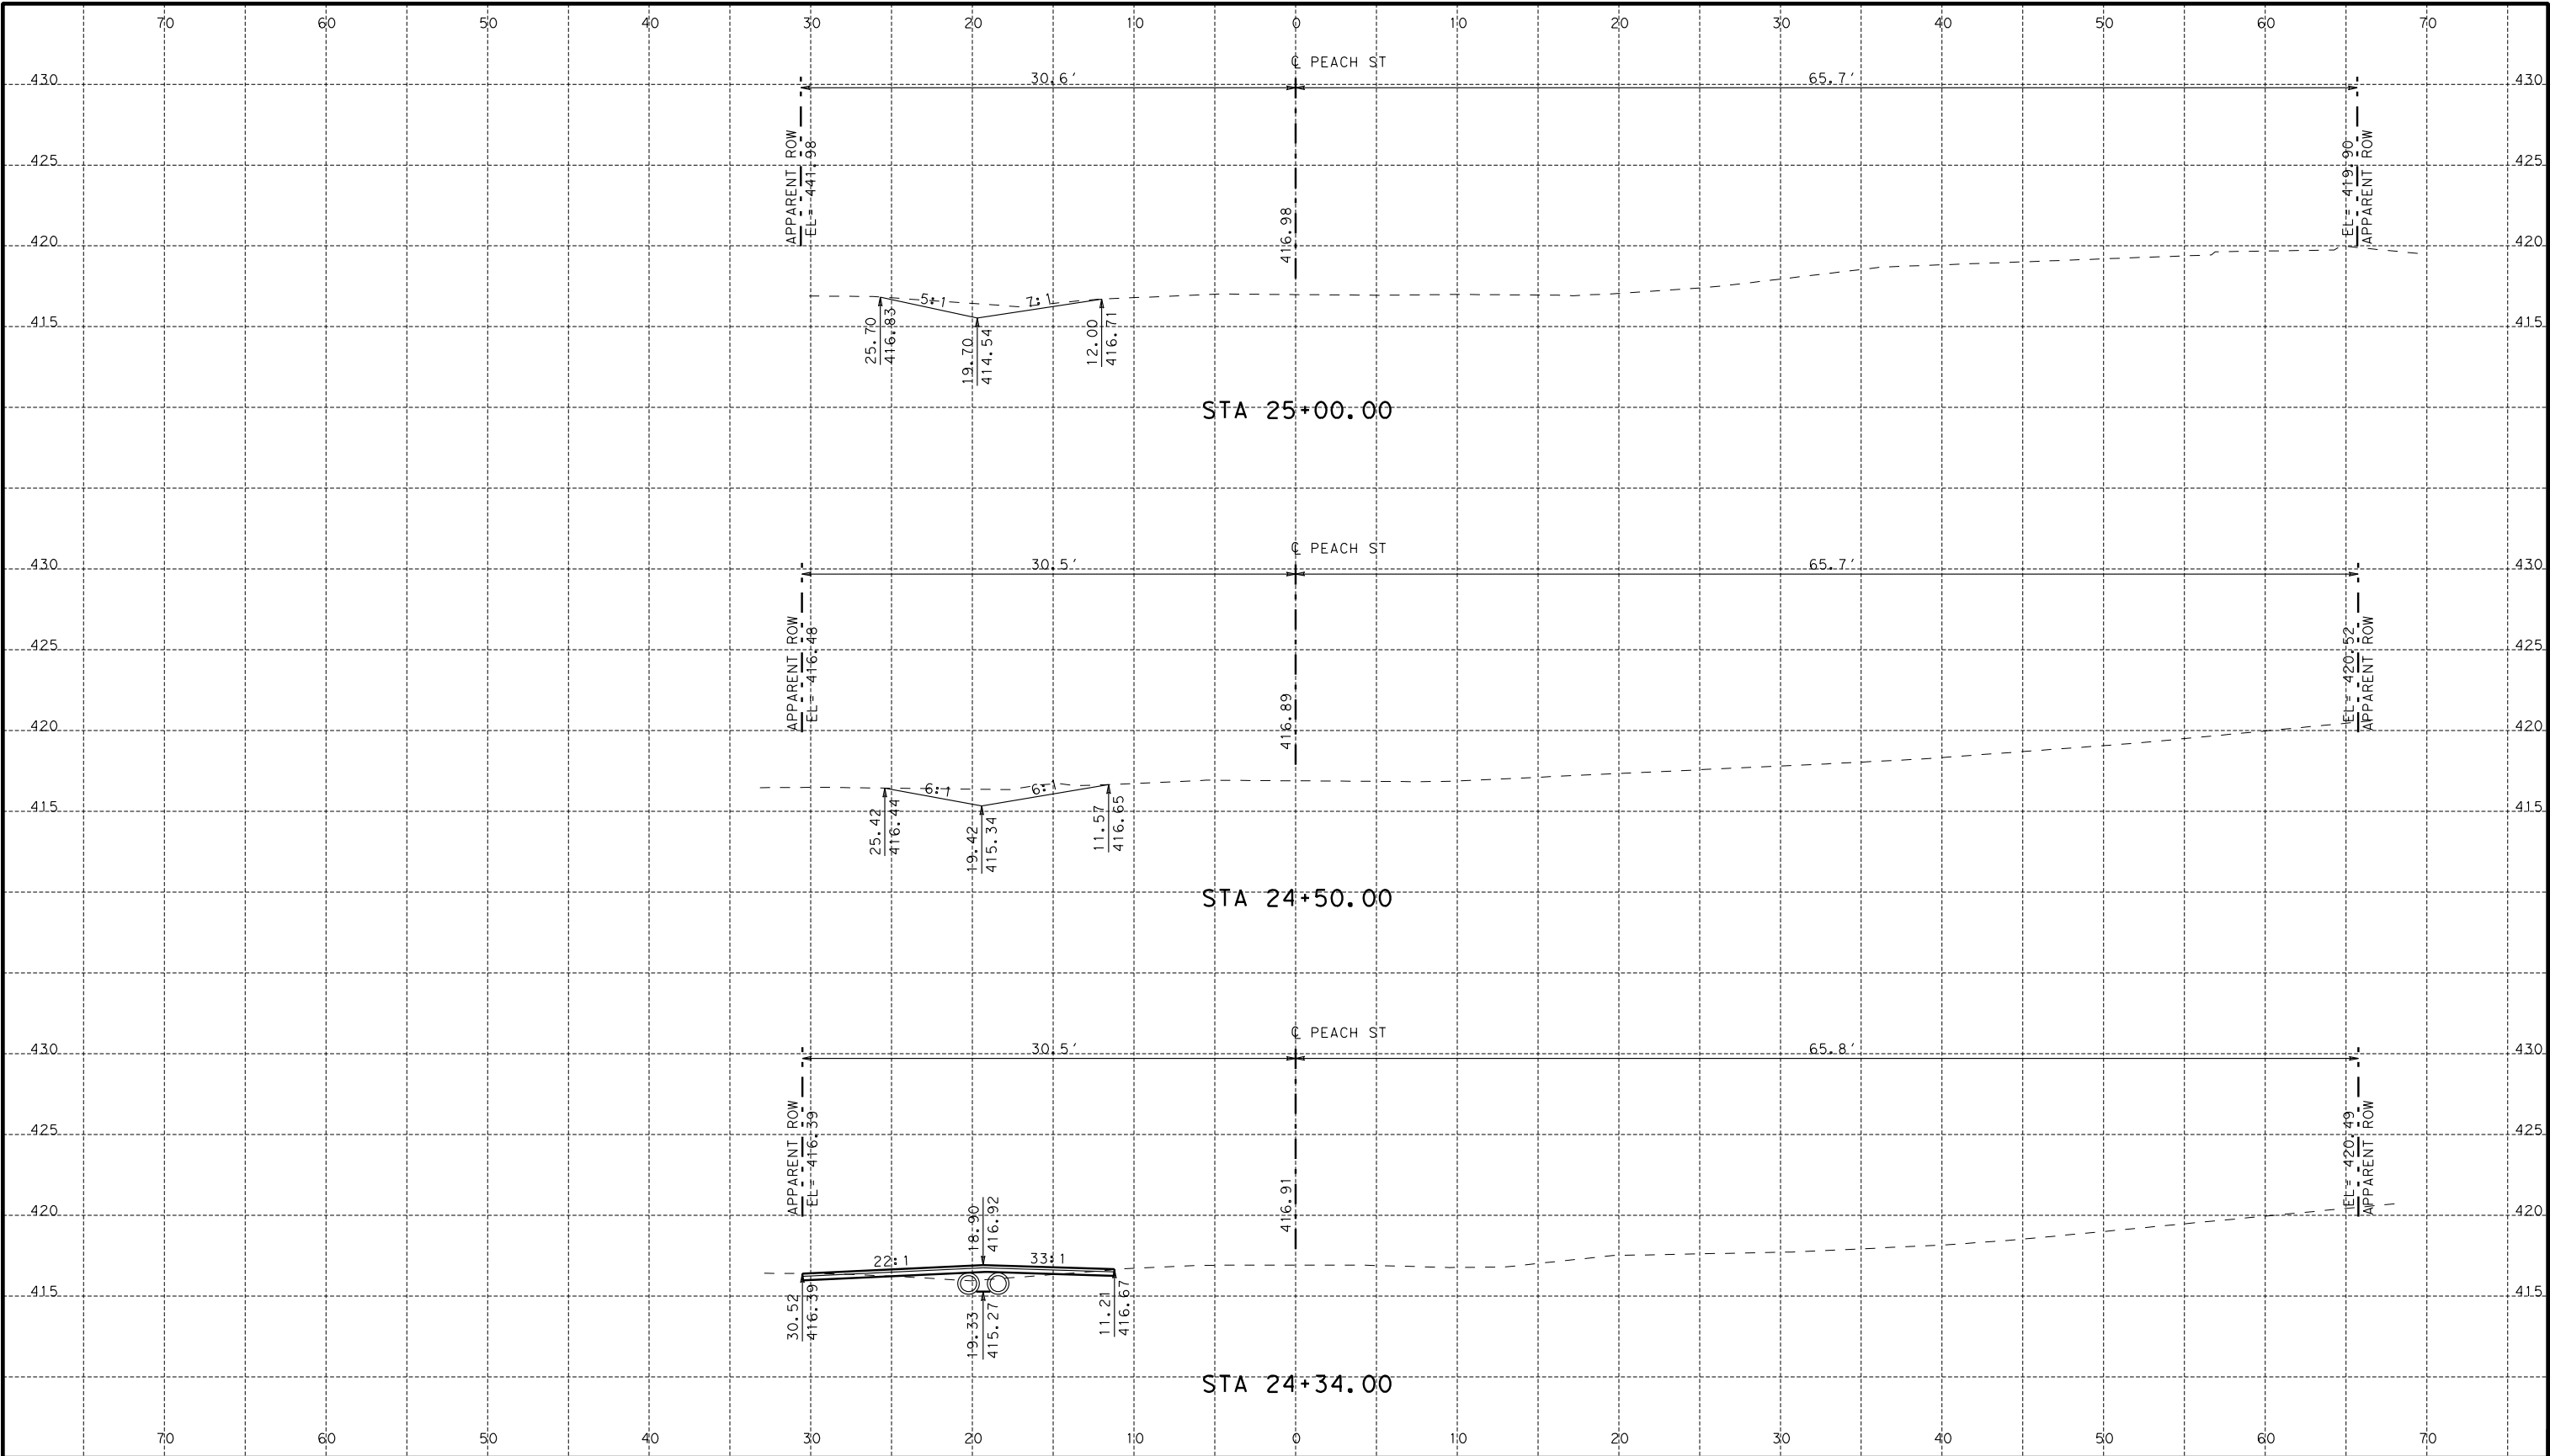 70 60 50 40 30 20 10 0 10 20 30 40 50 60 70
℄ PEACH ST
430 30.6' 65.7' 430
425 APPARENT ROW EL= 441.98 EL= 419.90 APPARENT ROW 425
420 416.98 420
5:1 7:1
415 415
25.70 416.83
19.70 414.54
12.00 416.71
STA 25+00.00
℄ PEACH ST
430 30.5' 65.7' 430
425 APPARENT ROW EL= 416.48 EL= 420.52 APPARENT ROW 425
420 416.89 420
6:1 6:1
415 415
25.42 416.44
19.42 415.34
11.57 416.65
STA 24+50.00
℄ PEACH ST
430 30.5' 65.8' 430
425 APPARENT ROW EL= 416.39 EL= 420.49 APPARENT ROW 425
420 416.91 420
18.90 416.92
22:1 33:1
415 415
30.52 416.39
19.33 415.27
11.21 416.67
STA 24+34.00
70 60 50 40 30 20 10 0 10 20 30 40 50 60 70